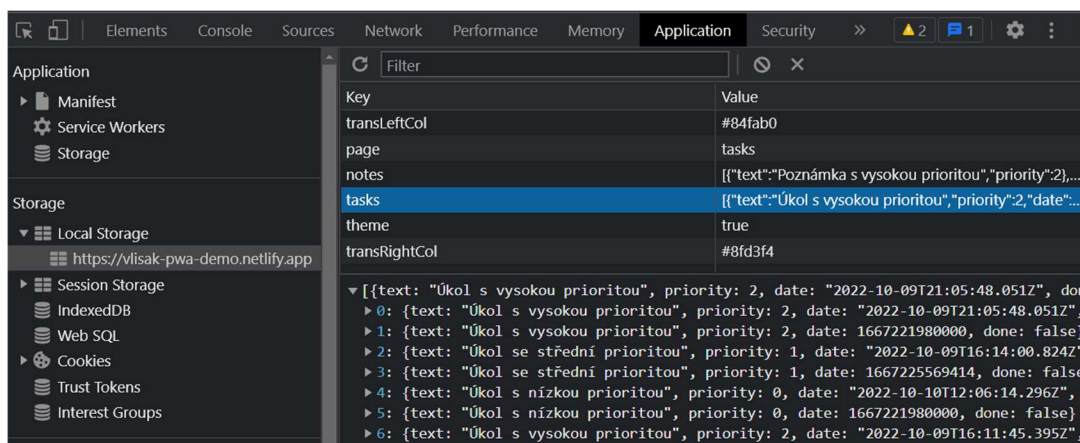 Elements Console Sources Network Performance Memory Application Security » 2 1
Application
Manifest
Service Workers
Storage
Storage
Local Storage
https://vlisak-pwa-demo.netlify.app
Session Storage
IndexedDB
Web SQL
Cookies
Trust Tokens
Interest Groups
Filter
Key Value
transLeftCol #84fab0
page tasks
notes [{"text":"Poznámka s vysokou prioritou","priority":2},...
tasks [{"text":"Úkol s vysokou prioritou","priority":2,"date":...
theme true
transRightCol #8fd3f4
[{text: "Úkol s vysokou prioritou", priority: 2, date: "2022-10-09T21:05:48.051Z", do
0: {text: "Úkol s vysokou prioritou", priority: 2, date: "2022-10-09T21:05:48.051Z",
1: {text: "Úkol s vysokou prioritou", priority: 2, date: 1667221980000, done: false}
2: {text: "Úkol se střední prioritou", priority: 1, date: "2022-10-09T16:14:00.824Z"
3: {text: "Úkol se střední prioritou", priority: 1, date: 1667225569414, done: false
4: {text: "Úkol s nízkou prioritou", priority: 0, date: "2022-10-10T12:06:14.296Z",
5: {text: "Úkol s nízkou prioritou", priority: 0, date: 1667221980000, done: false}
6: {text: "Úkol s vysokou prioritou", priority: 2, date: "2022-10-09T16:11:45.395Z"